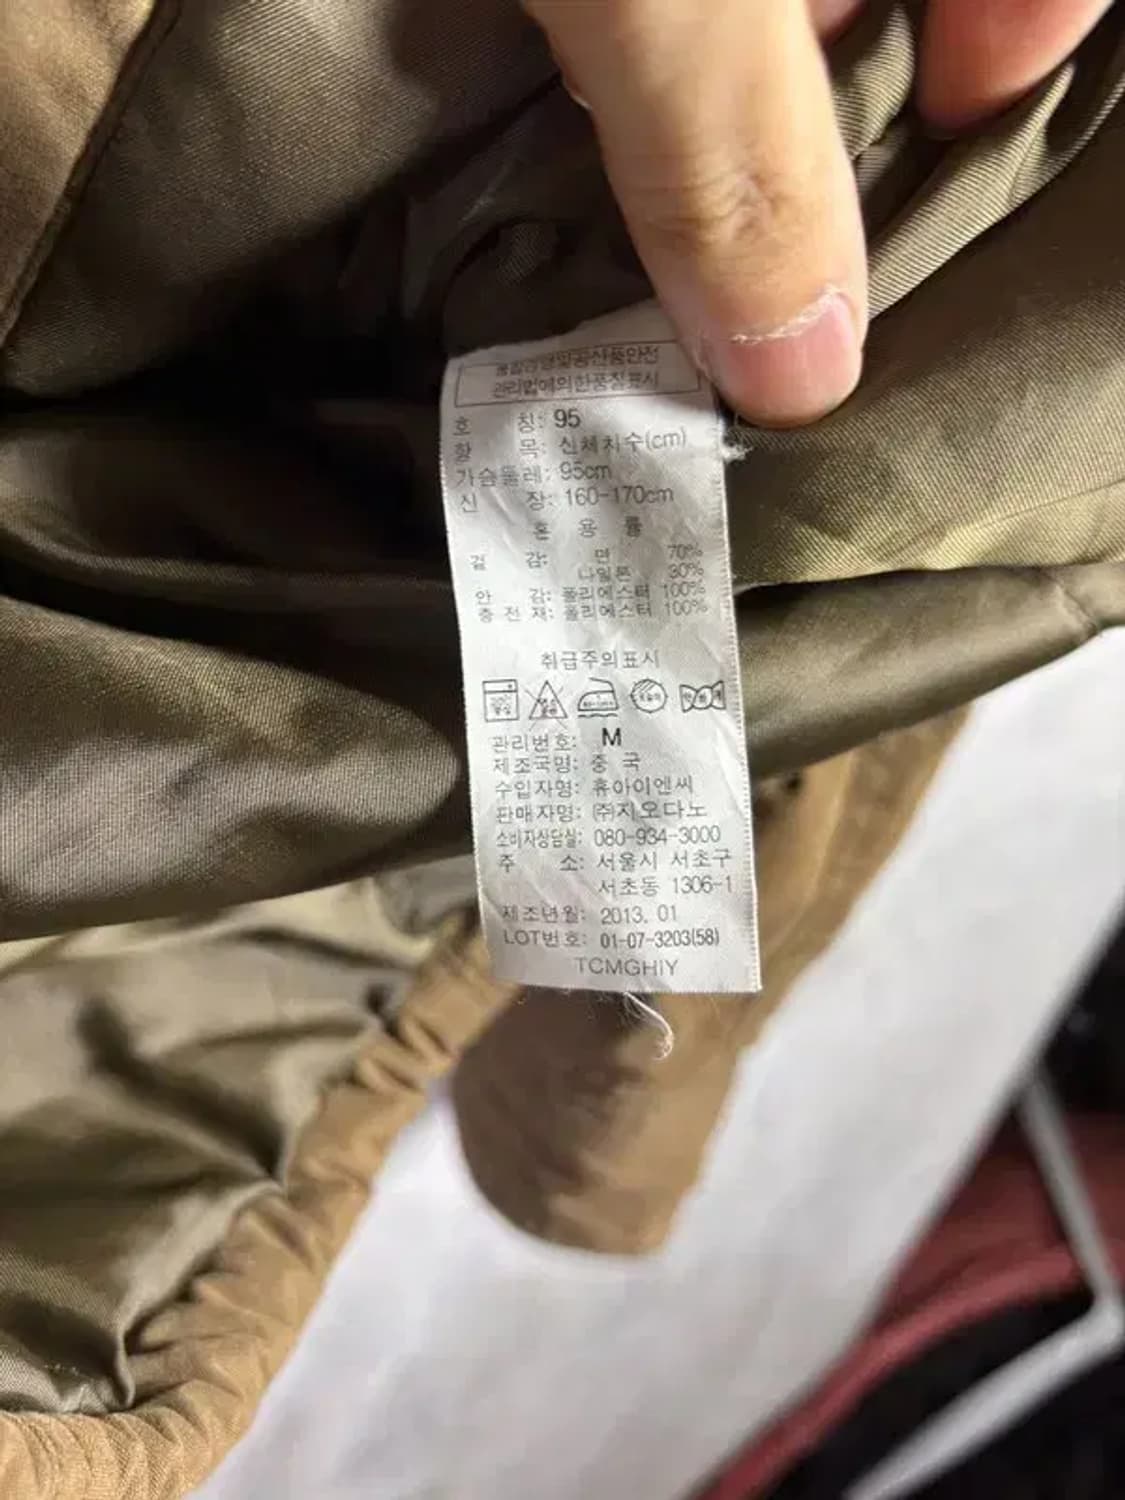 품질경영및공산품안전
관리법에의한품질표시
호 칭: 95
항 목: 신체치수(cm)
가슴둘레: 95cm
신 장: 160-170cm
혼 용 률
겉 감: 면 70%
나일론 30%
안 감: 폴리에스터 100%
충 전 재: 폴리에스터 100%
취급주의표시
관리번호: M
제조국명: 중 국
수입자명: 휴아이엔씨
판매자명: ㈜지오다노
소비자상담실: 080-934-3000
주 소: 서울시 서초구
서초동 1306-1
제조년월: 2013. 01
LOT번호: 01-07-3203(58)
TCMGHIY